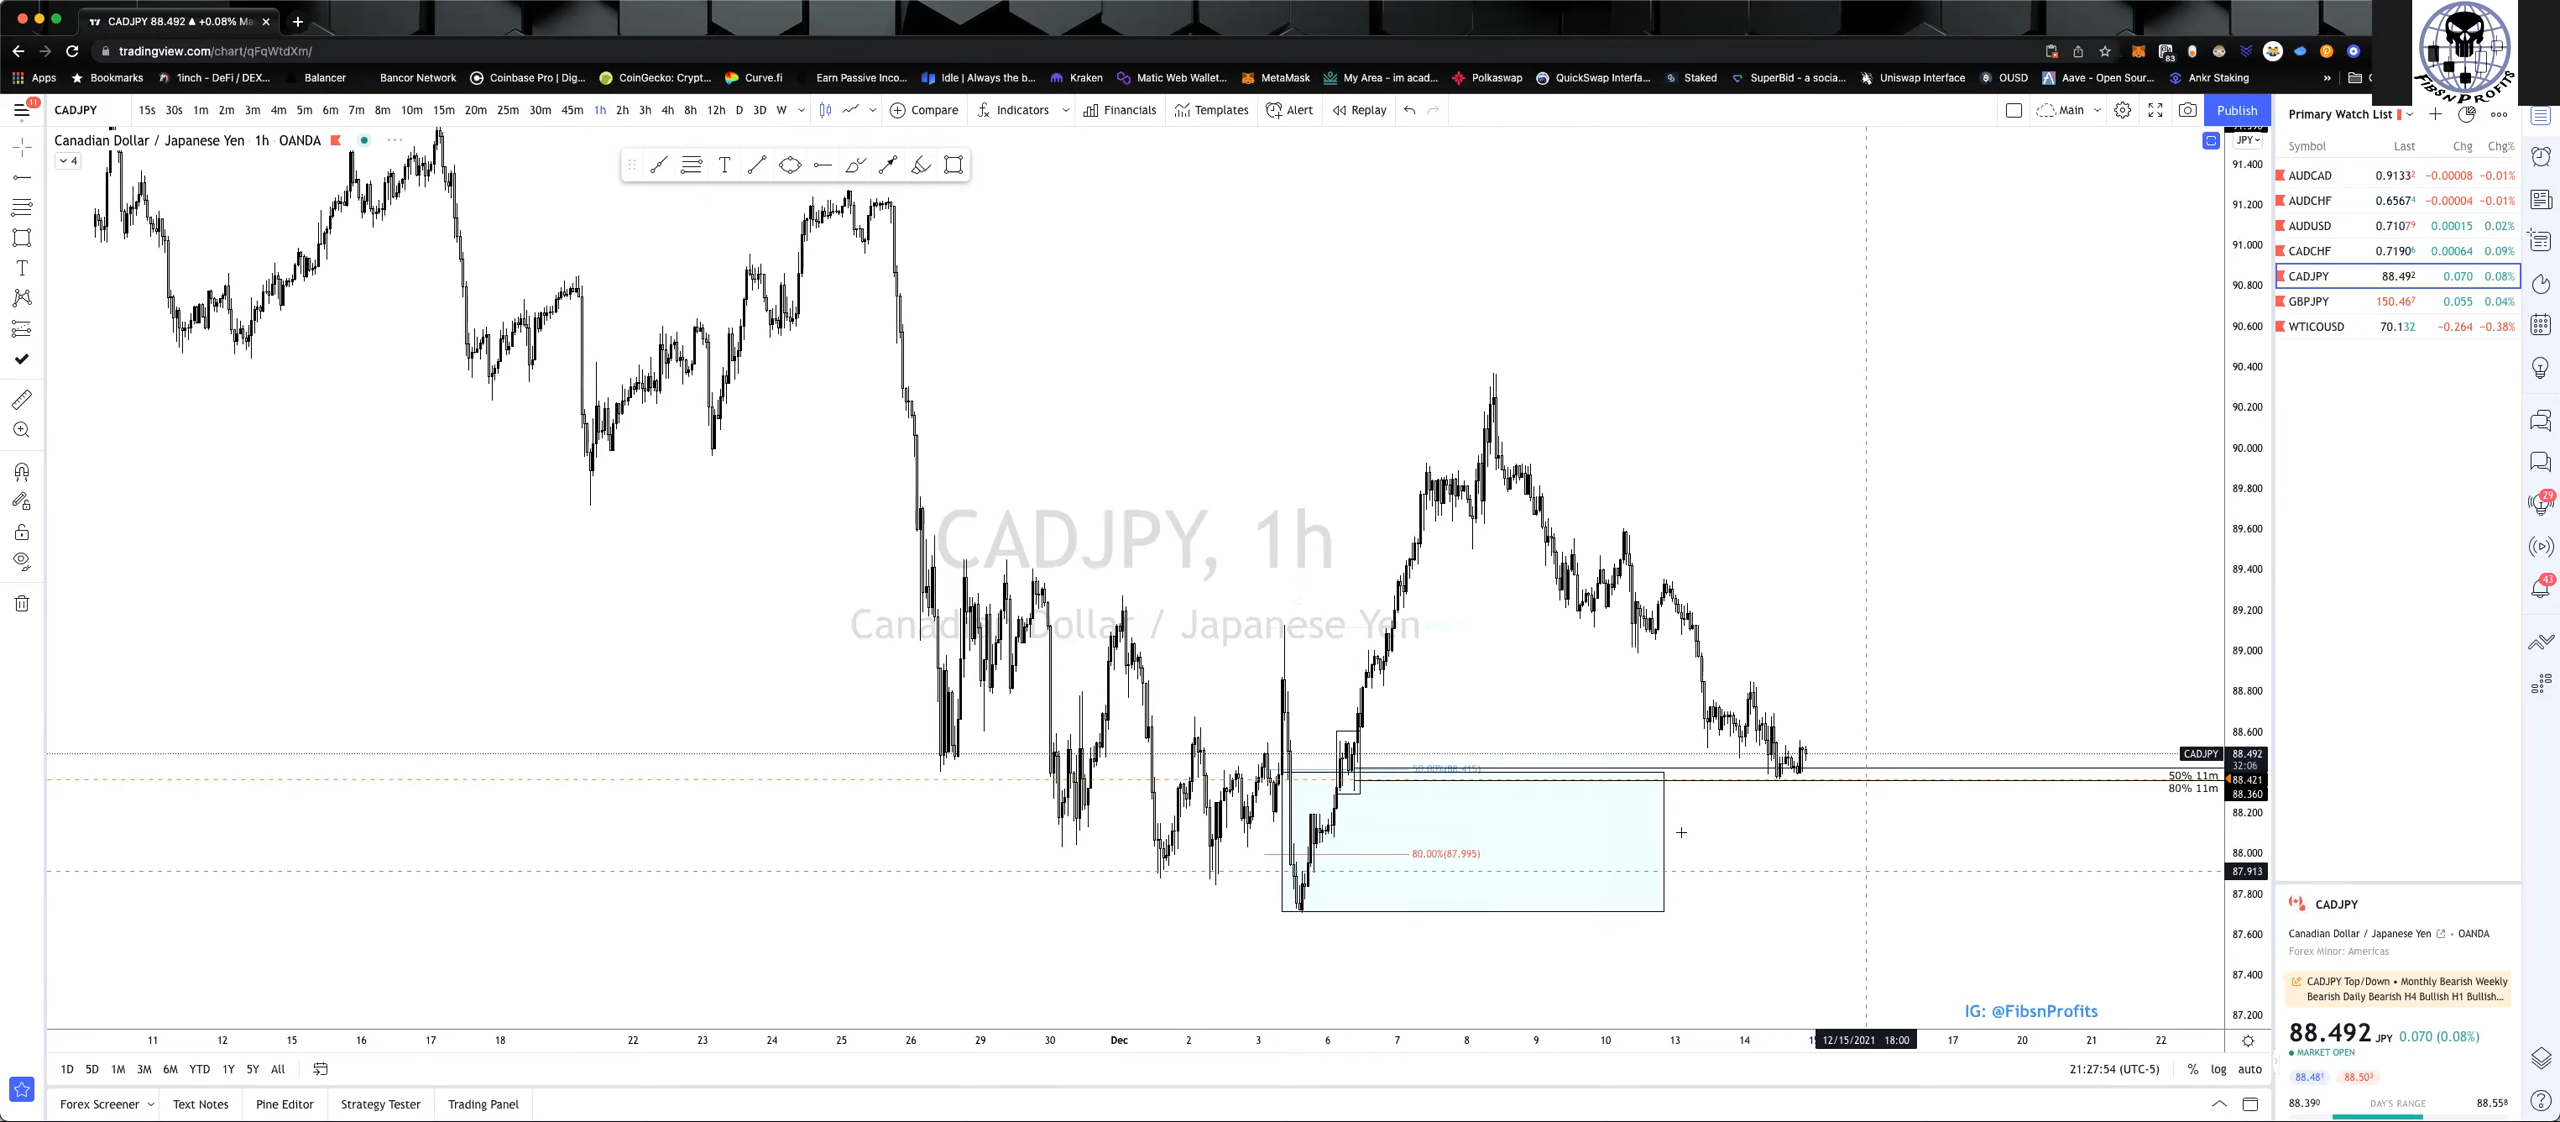 CADJPY 88.492 ▲ +0.08% Ma
tradingview.com/chart/qFqWtdXm/
Apps Bookmarks 1inch - DeFi / DEX... Balancer Bancor Network Coinbase Pro | Dig... CoinGecko: Crypt... Curve.fi Earn Passive Inco... Idle | Always the b... Kraken Matic Web Wallet... MetaMask My Area - im acad... Polkaswap QuickSwap Interfa... Staked SuperBid - a socia... Uniswap Interface OUSD Aave - Open Sour... Ankr Staking »
FIBSNPROFITS
11 CADJPY 15s 30s 1m 2m 3m 4m 5m 6m 7m 8m 10m 15m 20m 25m 30m 45m 1h 2h 3h 4h 8h 12h D 3D W Compare Indicators Financials Templates Alert Replay Main Publish
Canadian Dollar / Japanese Yen 1h OANDA
4
JPY
91.400
91.200
91.000
90.800
90.600
90.400
90.200
90.000
89.800
89.600
89.400
89.200
89.000
88.800
88.600
CADJPY 88.492
32:06
50% 11m 88.421
80% 11m 88.360
88.200
88.000
87.913
87.800
87.600
87.400
87.200
CADJPY, 1h
Canadian Dollar / Japanese Yen
50.00%(88.415)
80.00%(87.995)
IG: @FibsnProfits
11 12 15 16 17 18 22 23 24 25 26 29 30 Dec 2 3 6 7 8 9 10 13 14 12/15/2021 18:00 17 20 21 22
1D 5D 1M 3M 6M YTD 1Y 5Y All
21:27:54 (UTC-5) % log auto
Forex Screener Text Notes Pine Editor Strategy Tester Trading Panel
Primary Watch List
Symbol Last Chg Chg%
AUDCAD 0.91332 −0.00008 −0.01%
AUDCHF 0.65674 −0.00004 −0.01%
AUDUSD 0.71079 0.00015 0.02%
CADCHF 0.71906 0.00064 0.09%
CADJPY 88.492 0.070 0.08%
GBPJPY 150.467 0.055 0.04%
WTICOUSD 70.132 −0.264 −0.38%
29
43
CADJPY
Canadian Dollar / Japanese Yen • OANDA
Forex Minor: Americas
CADJPY Top/Down • Monthly Bearish Weekly
Bearish Daily Bearish H4 Bullish H1 Bullish...
88.492 JPY 0.070 (0.08%)
MARKET OPEN
88.481 88.503
88.390 DAY'S RANGE 88.558